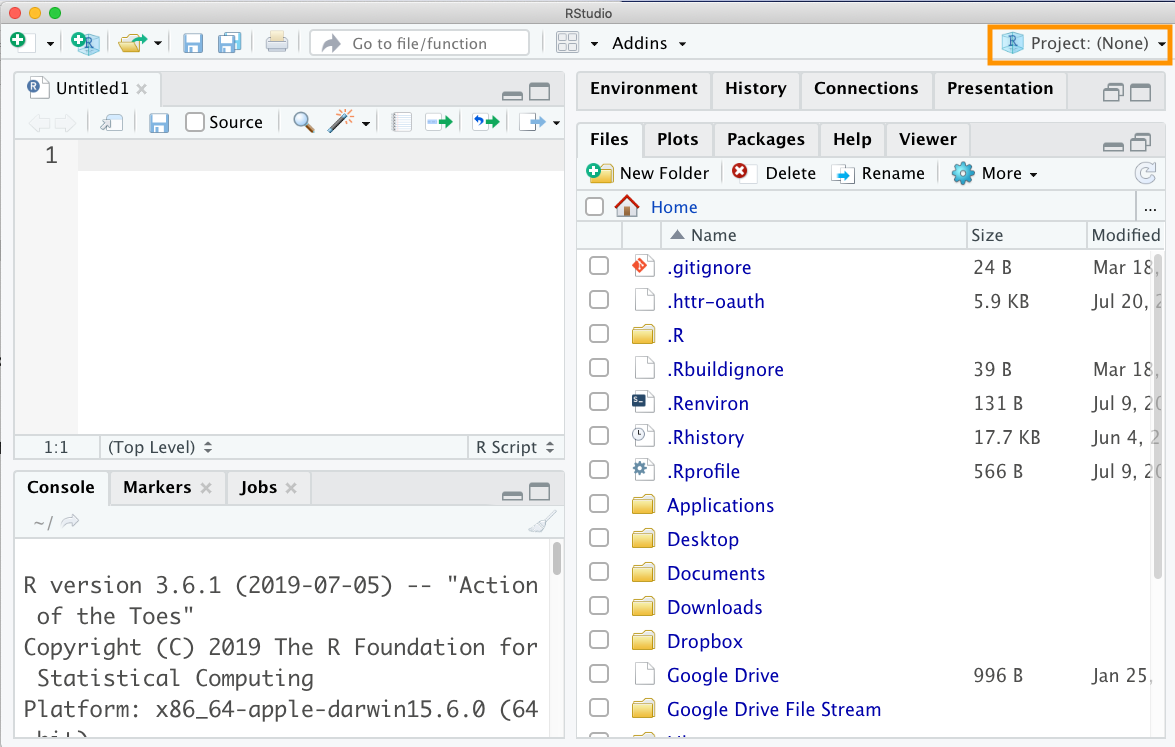 RStudio
Go to file/function
Addins
Project: (None)
Untitled1
Source
1
1:1 (Top Level) R Script
Console Markers Jobs
~/
R version 3.6.1 (2019-07-05) -- "Action
of the Toes"
Copyright (C) 2019 The R Foundation for
Statistical Computing
Platform: x86_64-apple-darwin15.6.0 (64
Environment History Connections Presentation
Files Plots Packages Help Viewer
New Folder Delete Rename More
Home ...
Name Size Modified
.gitignore 24 B Mar 18,
.httr-oauth 5.9 KB Jul 20, 2
.R
.Rbuildignore 39 B Mar 18,
.Renviron 131 B Jul 9, 20
.Rhistory 17.7 KB Jun 4, 2
.Rprofile 566 B Jul 9, 20
Applications
Desktop
Documents
Downloads
Dropbox
Google Drive 996 B Jan 25,
Google Drive File Stream